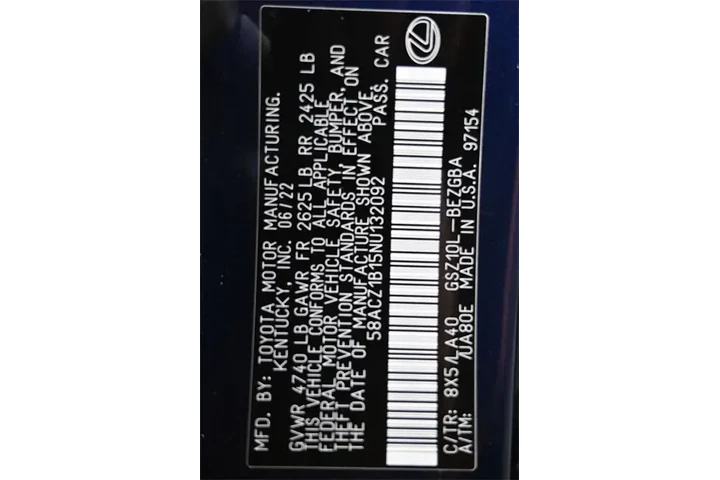 MFD. BY: TOYOTA MOTOR MANUFACTURING.
KENTUCKY, INC. 06/22
GVWR 4740 LB GAWR FR 2625 LB RR 2425 LB
THIS VEHICLE CONFORMS TO ALL APPLICABLE
FEDERAL MOTOR VEHICLE SAFETY, BUMPER, AND
THEFT PREVENTION STANDARDS IN EFFECT ON
THE DATE OF MANUFACTURE SHOWN ABOVE.
58ACZ1B15NU132092 PASS. CAR
C/TR: 8X5/LA40 GSZ10L-BEZGBA
A/TM: /UA80E MADE IN U.S.A. 97154